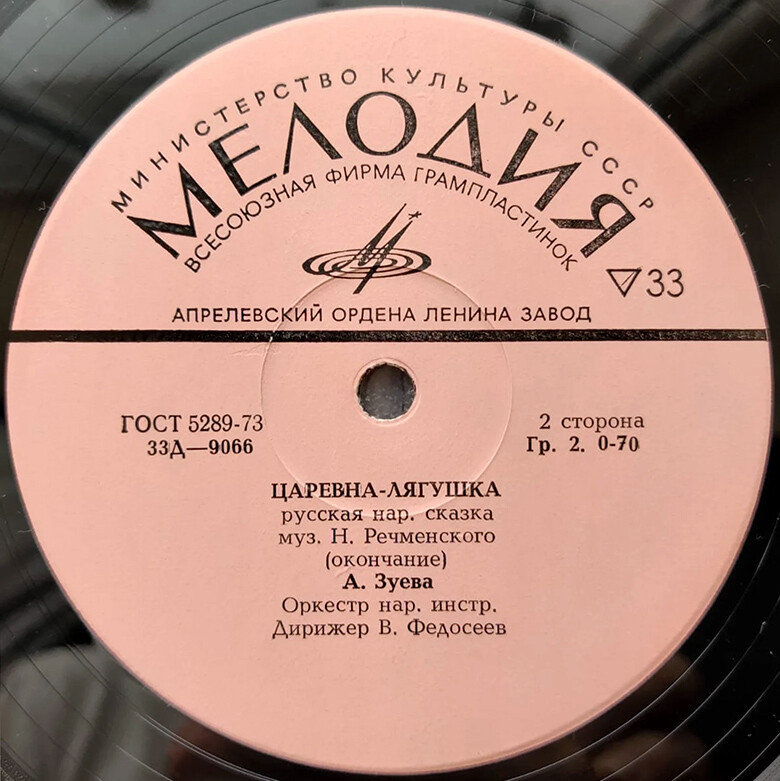 МИНИСТЕРСТВО КУЛЬТУРЫ СССР
МЕЛОДИЯ
ВСЕСОЮЗНАЯ ФИРМА ГРАМПЛАСТИНОК
33
АПРЕЛЕВСКИЙ ОРДЕНА ЛЕНИНА ЗАВОД
ГОСТ 5289-73
33Д—9066
2 сторона
Гр. 2. 0-70
ЦАРЕВНА-ЛЯГУШКА
русская нар. сказка
муз. Н. Речменского
(окончание)
А. Зуева
Оркестр нар. инстр.
Дирижер В. Федосеев